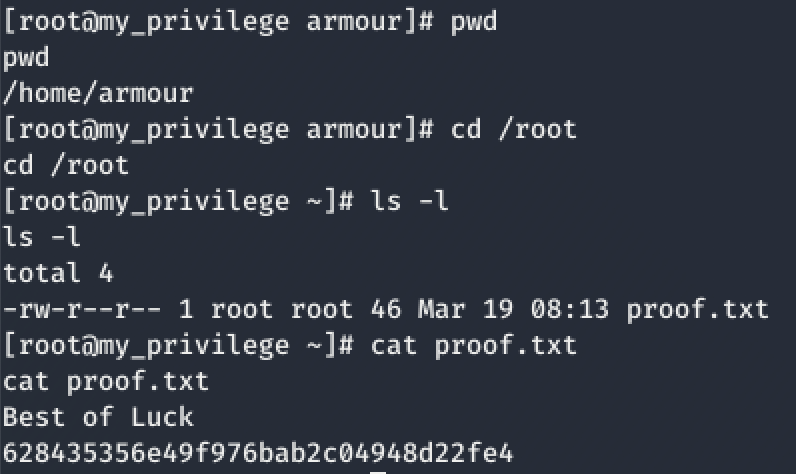 [root@my_privilege armour]# pwd
pwd
/home/armour
[root@my_privilege armour]# cd /root
cd /root
[root@my_privilege ~]# ls -l
ls -l
total 4
-rw-r--r-- 1 root root 46 Mar 19 08:13 proof.txt
[root@my_privilege ~]# cat proof.txt
cat proof.txt
Best of Luck
628435356e49f976bab2c04948d22fe4